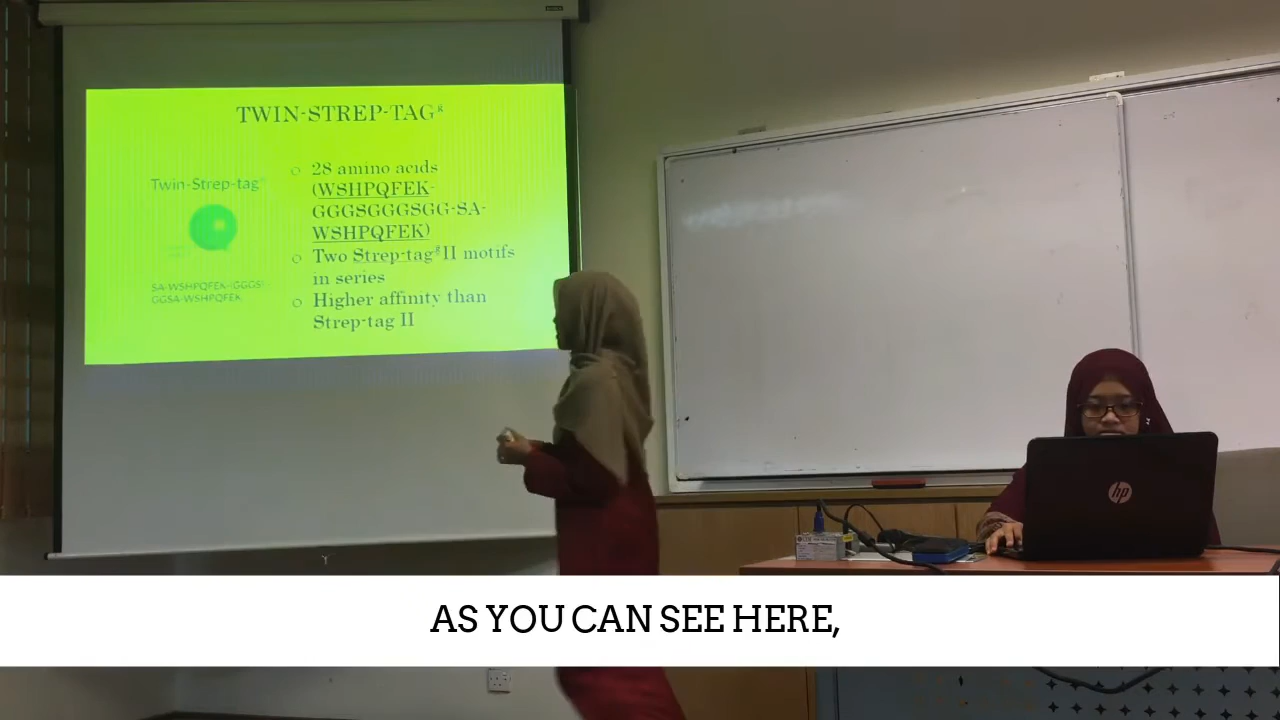 TWIN-STREP-TAG®
28 amino acids
(WSHPQFEK-
GGGSGGGSGG-SA-
WSHPQFEK)
Two Strep-tag®II motifs
in series
Higher affinity than
Strep-tag II
Twin-Strep-tag®
SA-WSHPQFEK-(GGGS)
GGSA-WSHPQFEK
hp
AS YOU CAN SEE HERE,